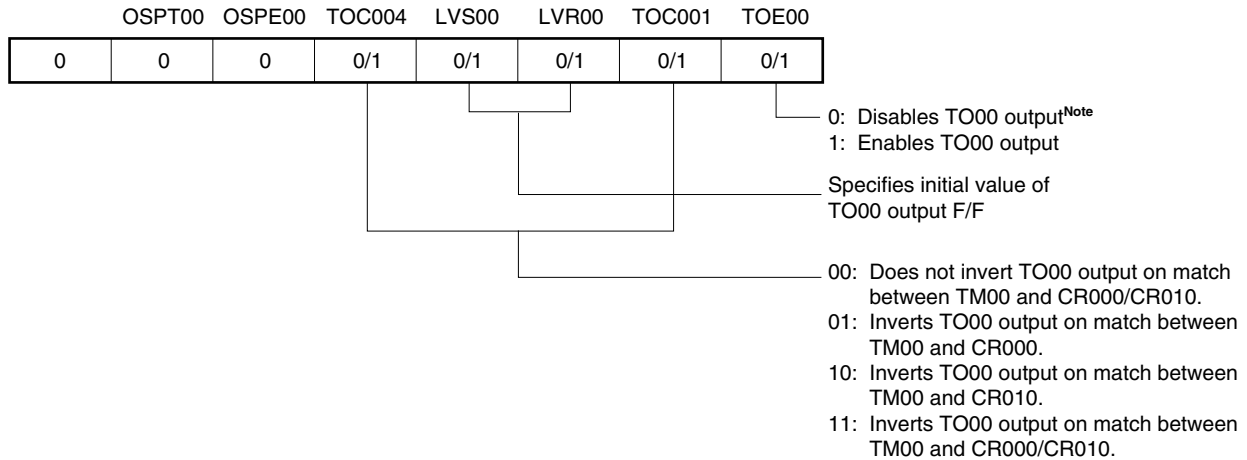 OSPT00 OSPE00 TOC004 LVS00 LVR00 TOC001 TOE00
0 0 0 0/1 0/1 0/1 0/1 0/1
0: Disables TO00 outputNote
1: Enables TO00 output
Specifies initial value of
TO00 output F/F
00: Does not invert TO00 output on match
between TM00 and CR000/CR010.
01: Inverts TO00 output on match between
TM00 and CR000.
10: Inverts TO00 output on match between
TM00 and CR010.
11: Inverts TO00 output on match between
TM00 and CR000/CR010.